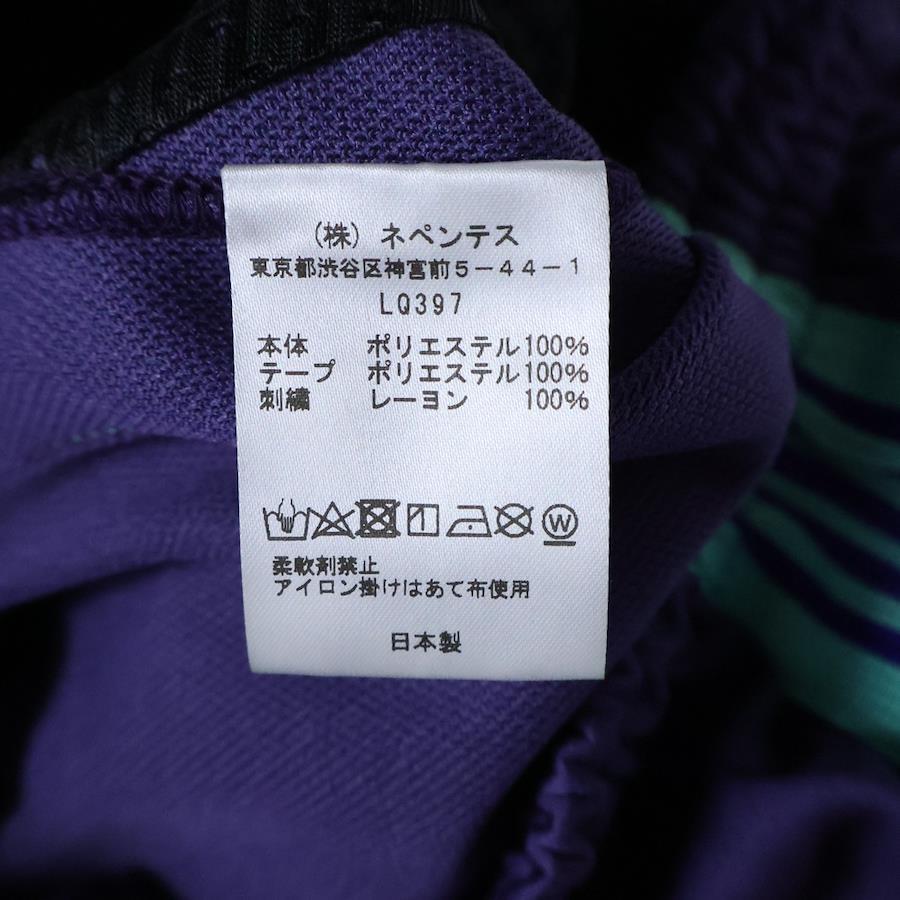 （株）ネペンテス
東京都渋谷区神宮前５－４４－１
LQ397
本体 ポリエステル100%
テープ ポリエステル100%
刺繍 レーヨン 100%
W
柔軟剤禁止
アイロン掛けはあて布使用
日本製